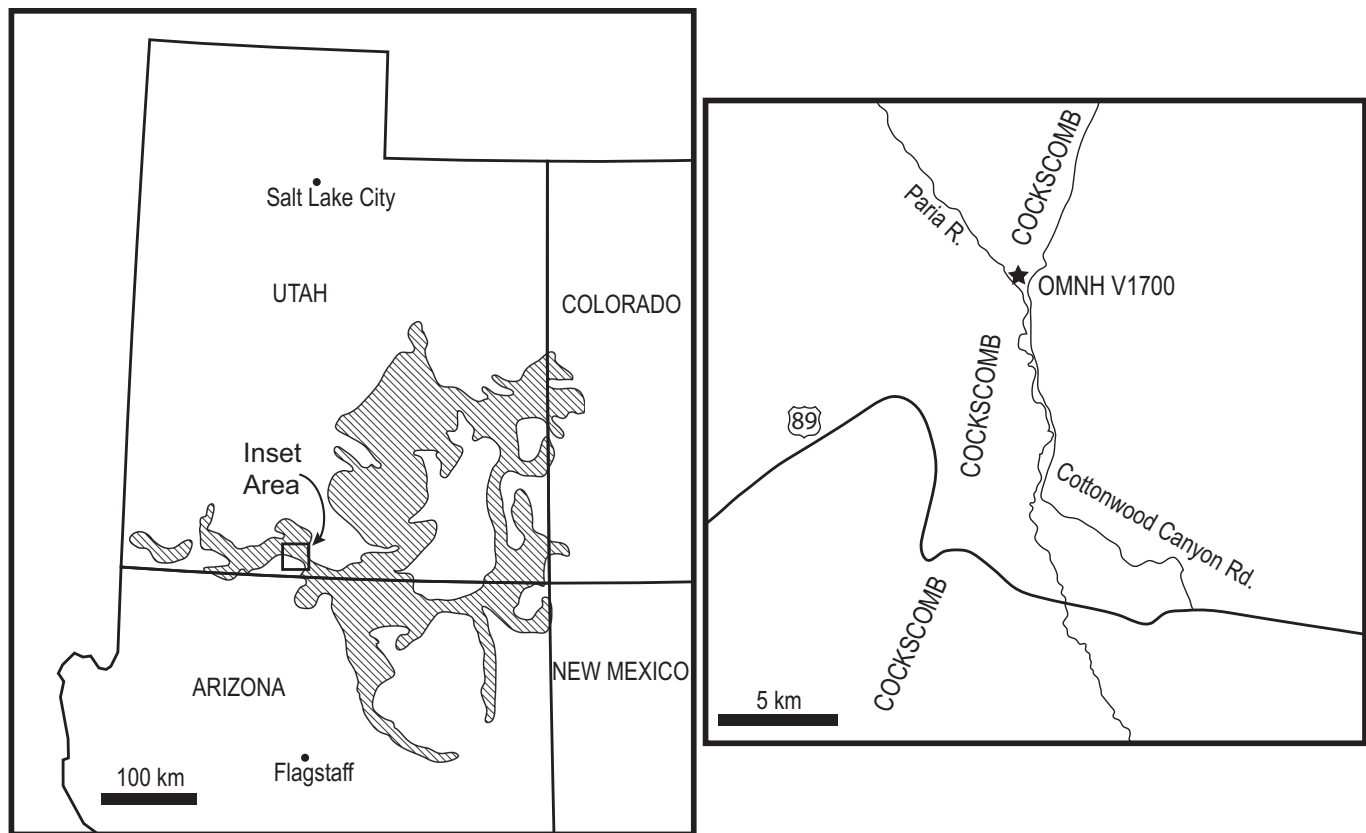 Salt Lake City
UTAH
COLORADO
Inset
Area
ARIZONA
NEW MEXICO
Flagstaff
100 km
COCKSCOMB
Paria R.
OMNH V1700
COCKSCOMB
89
Cottonwood Canyon Rd.
COCKSCOMB
5 km